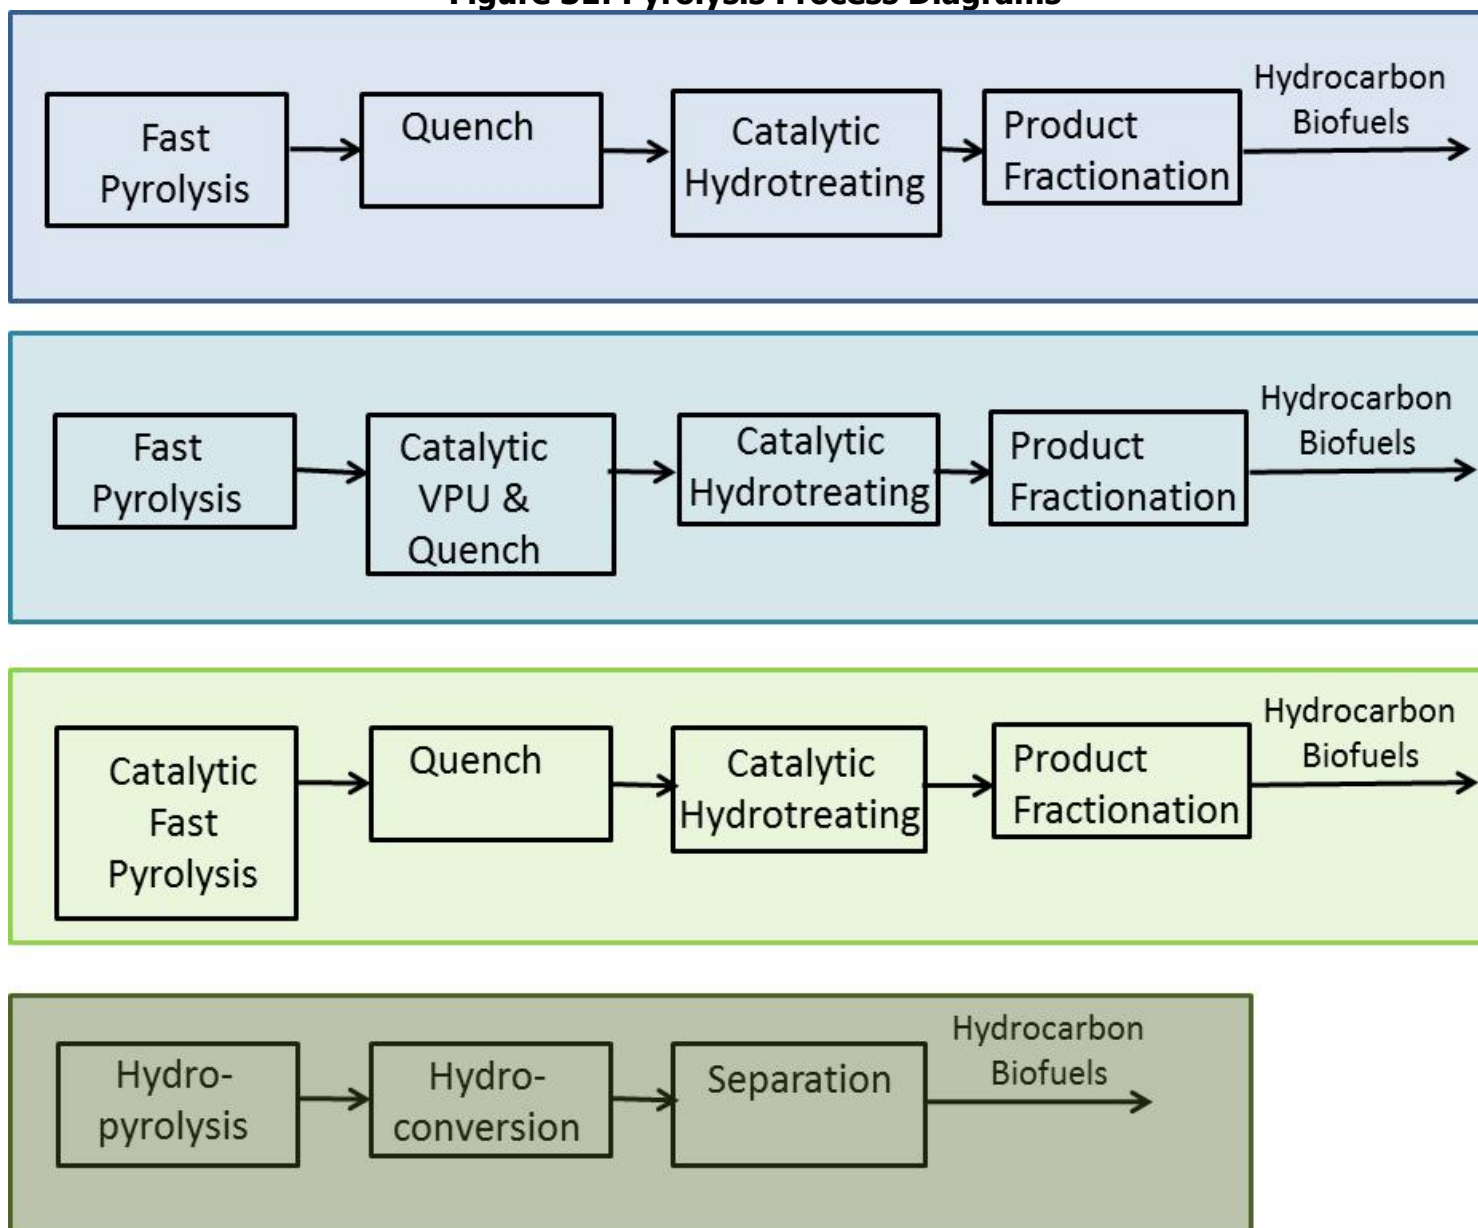 Fast
Pyrolysis
Quench
Catalytic
Hydrotreating
Product
Fractionation
Hydrocarbon
Biofuels
Fast
Pyrolysis
Catalytic
VPU &
Quench
Catalytic
Hydrotreating
Product
Fractionation
Hydrocarbon
Biofuels
Catalytic
Fast
Pyrolysis
Quench
Catalytic
Hydrotreating
Product
Fractionation
Hydrocarbon
Biofuels
Hydro-
pyrolysis
Hydro-
conversion
Separation
Hydrocarbon
Biofuels